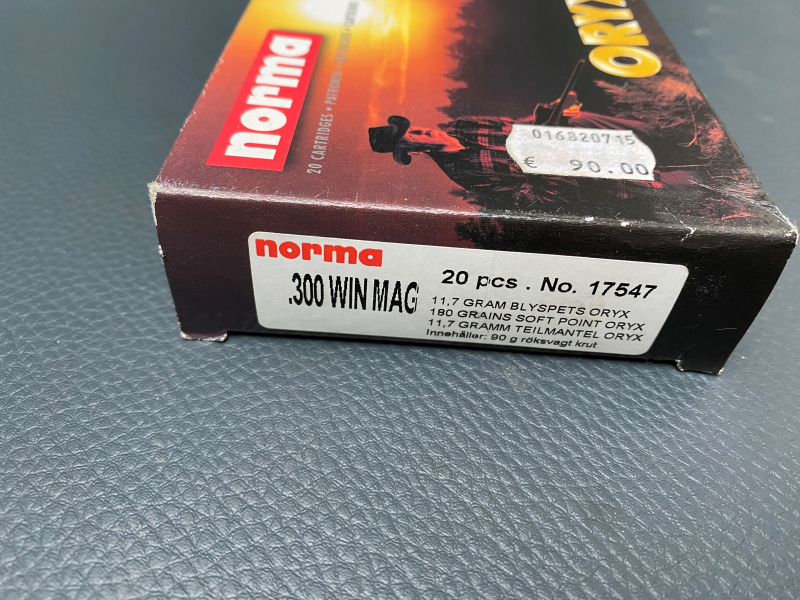 ORYX
norma
20 CARTRIDGES • PATRONEN •
016820715
€ 90.00
norma
.300 WIN MAG
20 pcs . No. 17547
11,7 GRAM BLYSPETS ORYX
180 GRAINS SOFT POINT ORYX
11,7 GRAMM TEILMANTEL ORYX
Innehåller: 90 g röksvagt krut